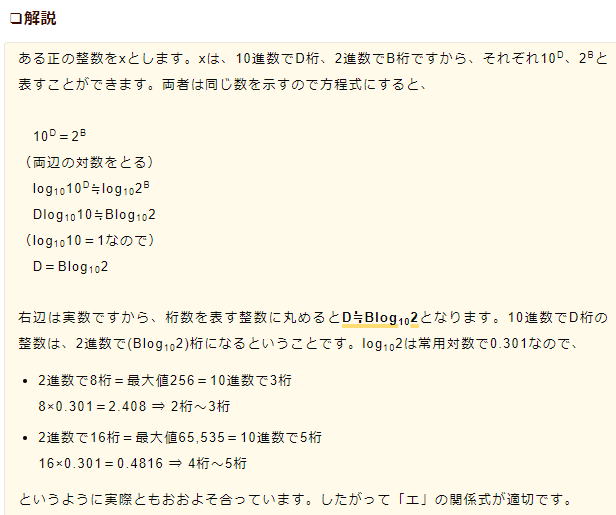 ❏解説
ある正の整数をxとします。xは、10進数でD桁、2進数でB桁ですから、それぞれ10ᴰ、2ᴮと
表すことができます。両者は同じ数を示すので方程式にすると、
10ᴰ＝2ᴮ
（両辺の対数をとる）
log₁₀10ᴰ≒log₁₀2ᴮ
Dlog₁₀10≒Blog₁₀2
（log₁₀10＝1なので）
D＝Blog₁₀2
右辺は実数ですから、桁数を表す整数に丸めるとD≒Blog₁₀2となります。10進数でD桁の
整数は、2進数で(Blog₁₀2)桁になるということです。log₁₀2は常用対数で0.301なので、
• 2進数で8桁＝最大値256＝10進数で3桁
8×0.301＝2.408 ⇒ 2桁～3桁
• 2進数で16桁＝最大値65,535＝10進数で5桁
16×0.301＝0.4816 ⇒ 4桁～5桁
というように実際ともおおよそ合っています。したがって「エ」の関係式が適切です。